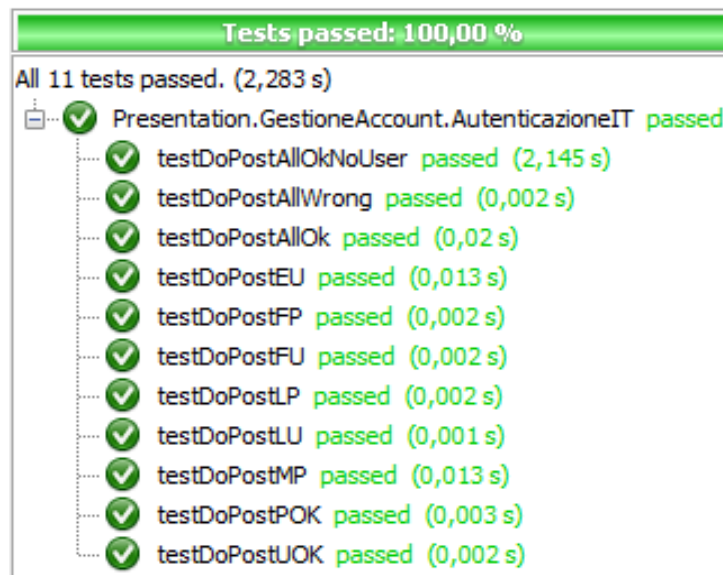 Tests passed: 100,00 %
All 11 tests passed. (2,283 s)
Presentation.GestioneAccount.AutenticazioneIT passed
testDoPostAllOkNoUser passed (2,145 s)
testDoPostAllWrong passed (0,002 s)
testDoPostAllOk passed (0,02 s)
testDoPostEU passed (0,013 s)
testDoPostFP passed (0,002 s)
testDoPostFU passed (0,002 s)
testDoPostLP passed (0,002 s)
testDoPostLU passed (0,001 s)
testDoPostMP passed (0,013 s)
testDoPostPOK passed (0,003 s)
testDoPostUOK passed (0,002 s)